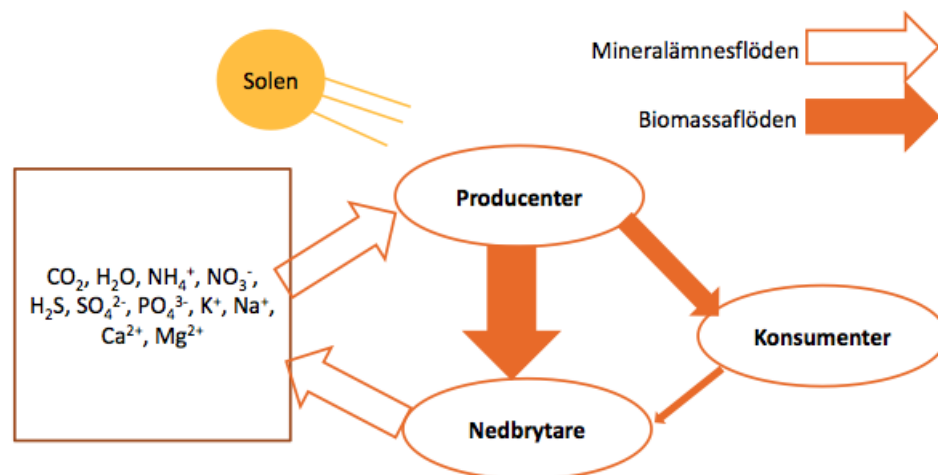 Solen
Mineralämnesflöden
Biomassaflöden
Producenter
CO₂, H₂O, NH₄⁺, NO₃⁻,
H₂S, SO₄²⁻, PO₄³⁻, K⁺, Na⁺,
Ca²⁺, Mg²⁺
Konsumenter
Nedbrytare